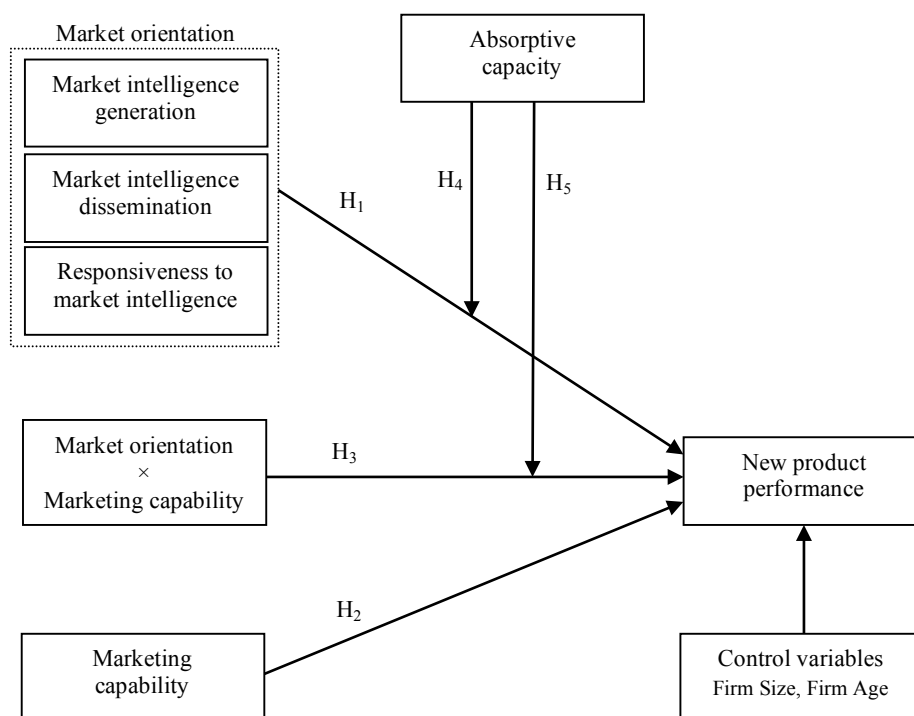 Market orientation
Market intelligence
generation
Market intelligence
dissemination
Responsiveness to
market intelligence
Absorptive
capacity
H₄
H₅
H₁
Market orientation
×
Marketing capability
H₃
New product
performance
H₂
Marketing
capability
Control variables
Firm Size, Firm Age